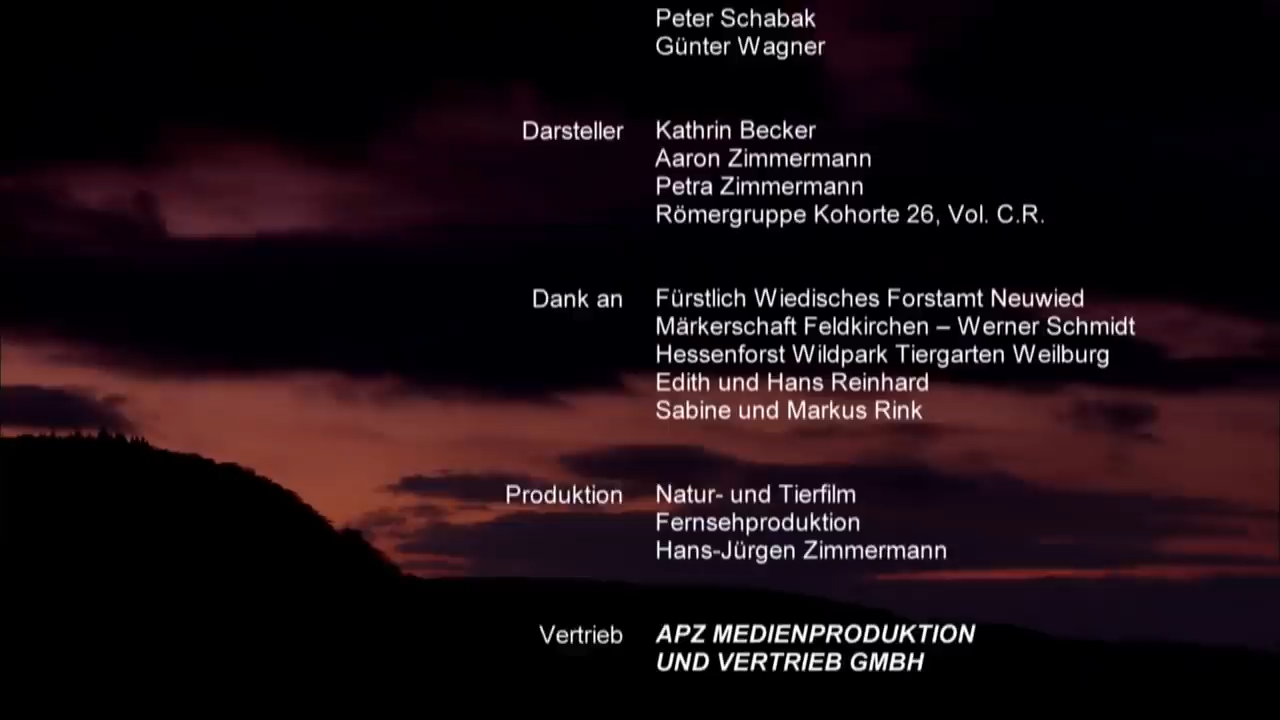 Peter Schabak
Günter Wagner
Darsteller Kathrin Becker
Aaron Zimmermann
Petra Zimmermann
Römergruppe Kohorte 26, Vol. C.R.
Dank an Fürstlich Wiedisches Forstamt Neuwied
Märkerschaft Feldkirchen – Werner Schmidt
Hessenforst Wildpark Tiergarten Weilburg
Edith und Hans Reinhard
Sabine und Markus Rink
Produktion Natur- und Tierfilm
Fernsehproduktion
Hans-Jürgen Zimmermann
Vertrieb APZ MEDIENPRODUKTION
UND VERTRIEB GMBH